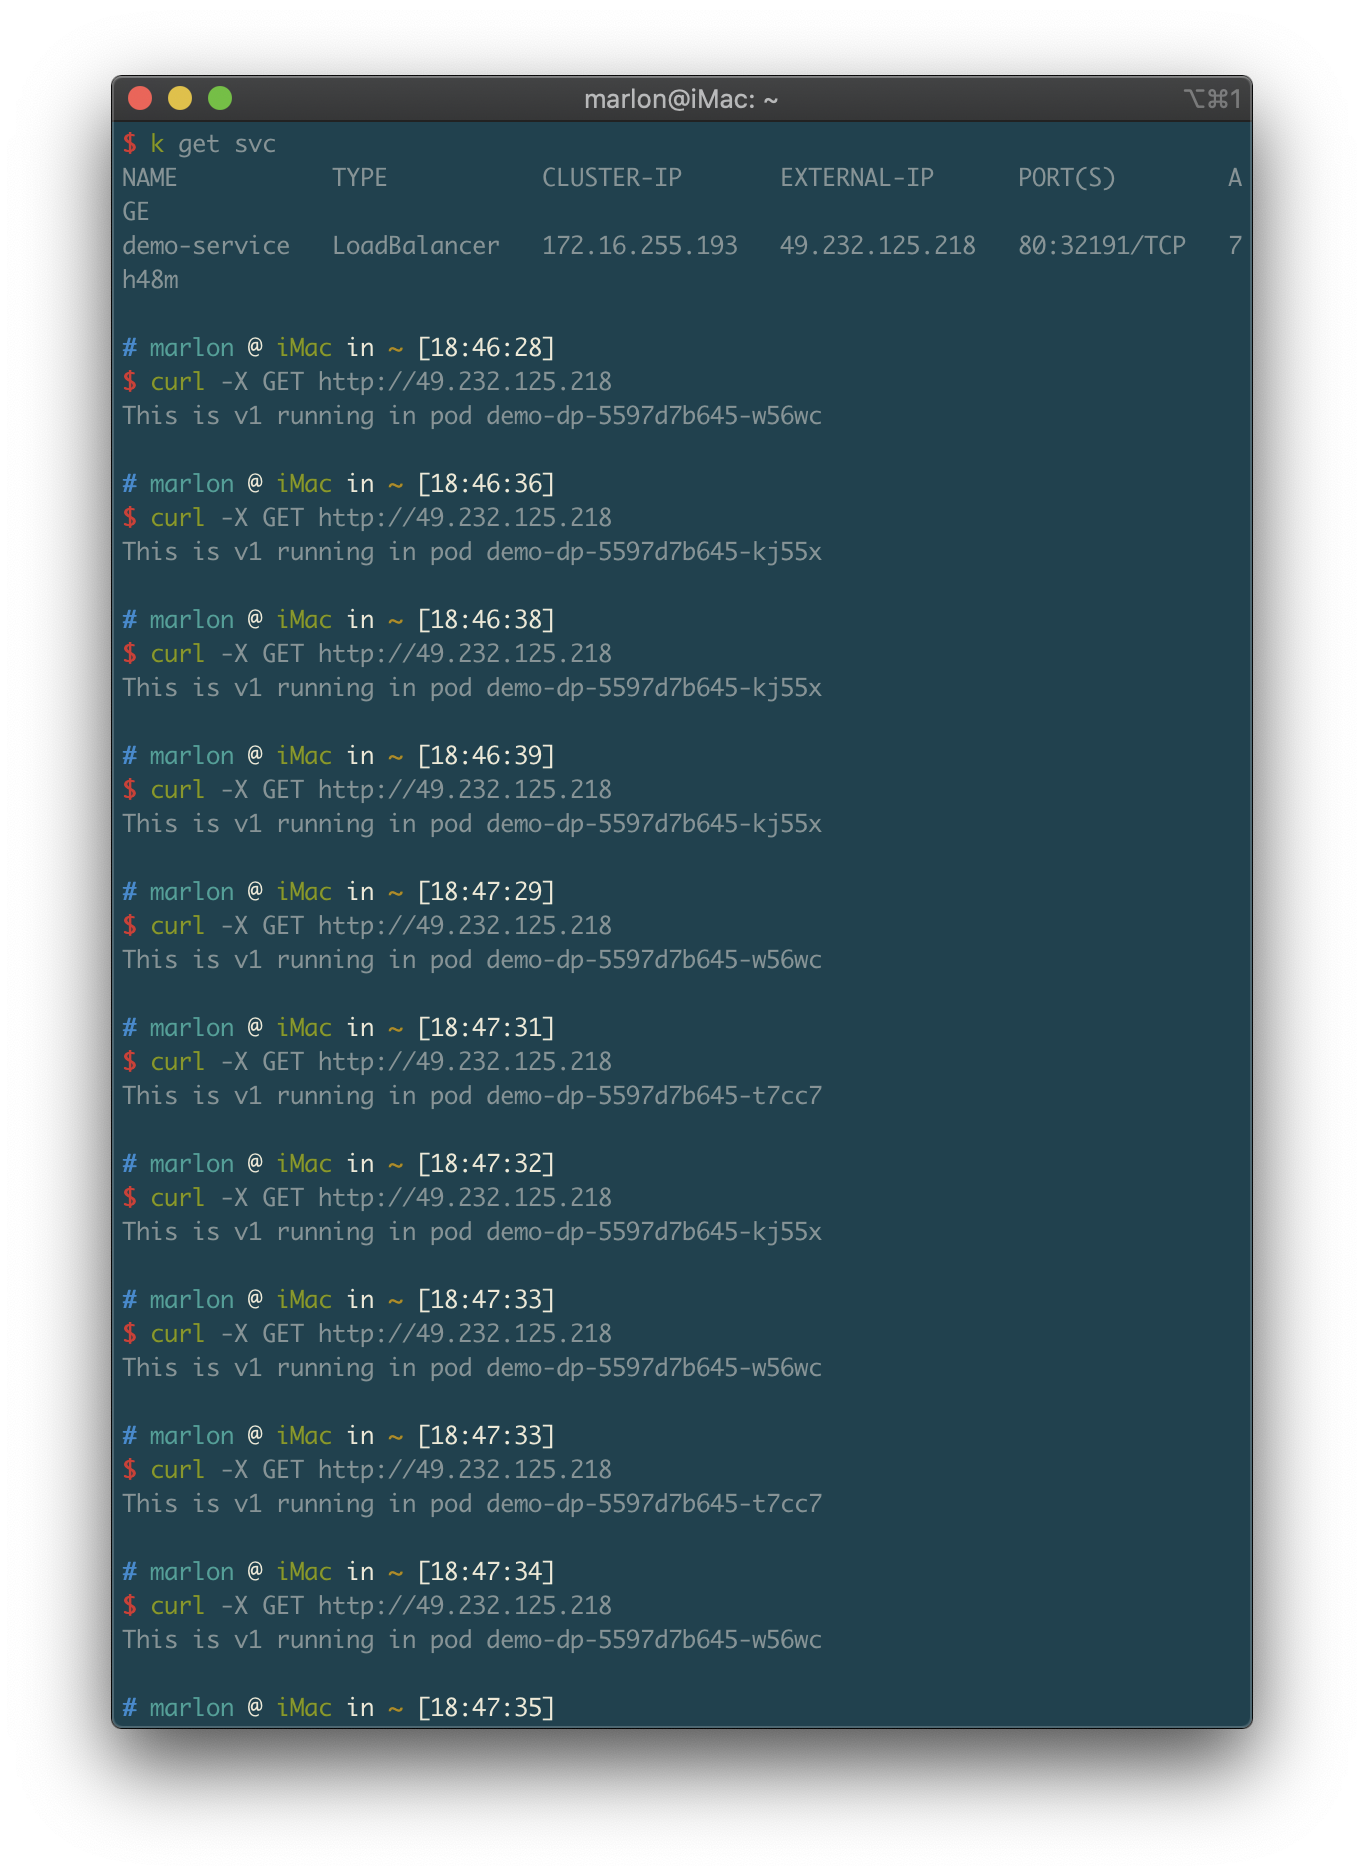 marlon@iMac: ~ ⌥⌘1
$ k get svc
NAME TYPE CLUSTER-IP EXTERNAL-IP PORT(S) A
GE
demo-service LoadBalancer 172.16.255.193 49.232.125.218 80:32191/TCP 7
h48m
# marlon @ iMac in ~ [18:46:28]
$ curl -X GET http://49.232.125.218
This is v1 running in pod demo-dp-5597d7b645-w56wc
# marlon @ iMac in ~ [18:46:36]
$ curl -X GET http://49.232.125.218
This is v1 running in pod demo-dp-5597d7b645-kj55x
# marlon @ iMac in ~ [18:46:38]
$ curl -X GET http://49.232.125.218
This is v1 running in pod demo-dp-5597d7b645-kj55x
# marlon @ iMac in ~ [18:46:39]
$ curl -X GET http://49.232.125.218
This is v1 running in pod demo-dp-5597d7b645-kj55x
# marlon @ iMac in ~ [18:47:29]
$ curl -X GET http://49.232.125.218
This is v1 running in pod demo-dp-5597d7b645-w56wc
# marlon @ iMac in ~ [18:47:31]
$ curl -X GET http://49.232.125.218
This is v1 running in pod demo-dp-5597d7b645-t7cc7
# marlon @ iMac in ~ [18:47:32]
$ curl -X GET http://49.232.125.218
This is v1 running in pod demo-dp-5597d7b645-kj55x
# marlon @ iMac in ~ [18:47:33]
$ curl -X GET http://49.232.125.218
This is v1 running in pod demo-dp-5597d7b645-w56wc
# marlon @ iMac in ~ [18:47:33]
$ curl -X GET http://49.232.125.218
This is v1 running in pod demo-dp-5597d7b645-t7cc7
# marlon @ iMac in ~ [18:47:34]
$ curl -X GET http://49.232.125.218
This is v1 running in pod demo-dp-5597d7b645-w56wc
# marlon @ iMac in ~ [18:47:35]